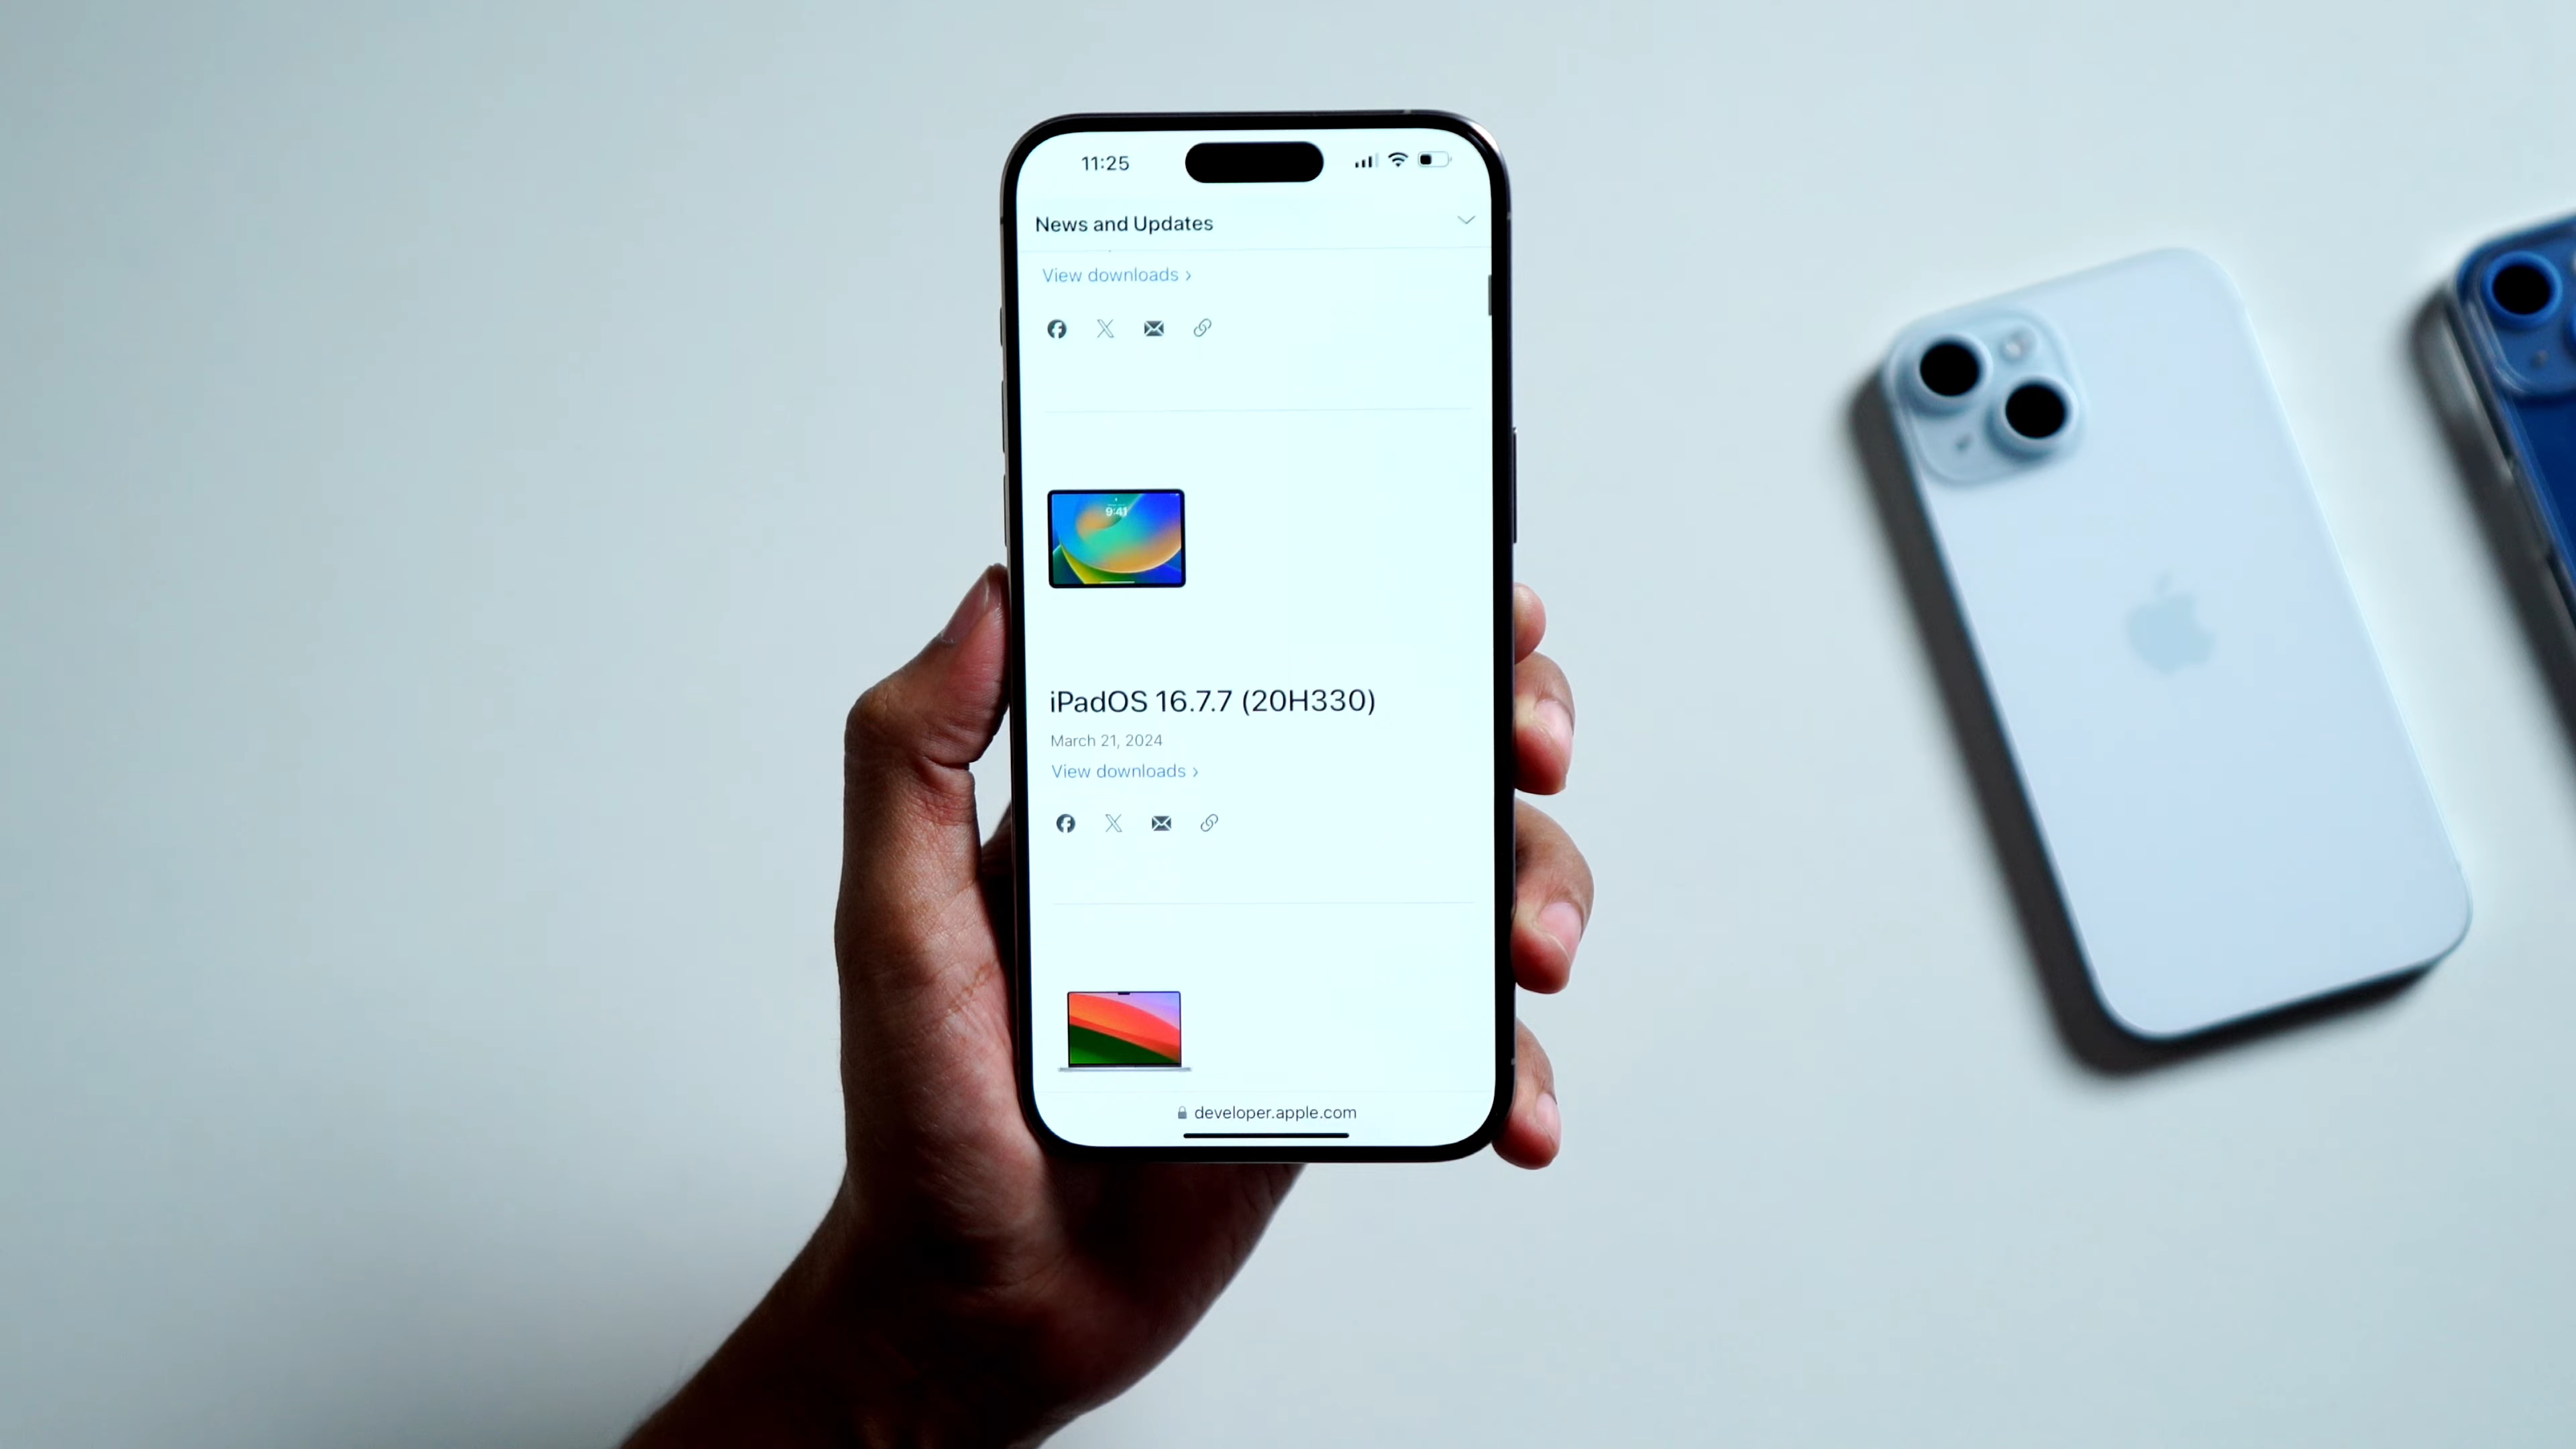 11:25
News and Updates
View downloads >
9:41
iPadOS 16.7.7 (20H330)
March 21, 2024
View downloads >
developer.apple.com